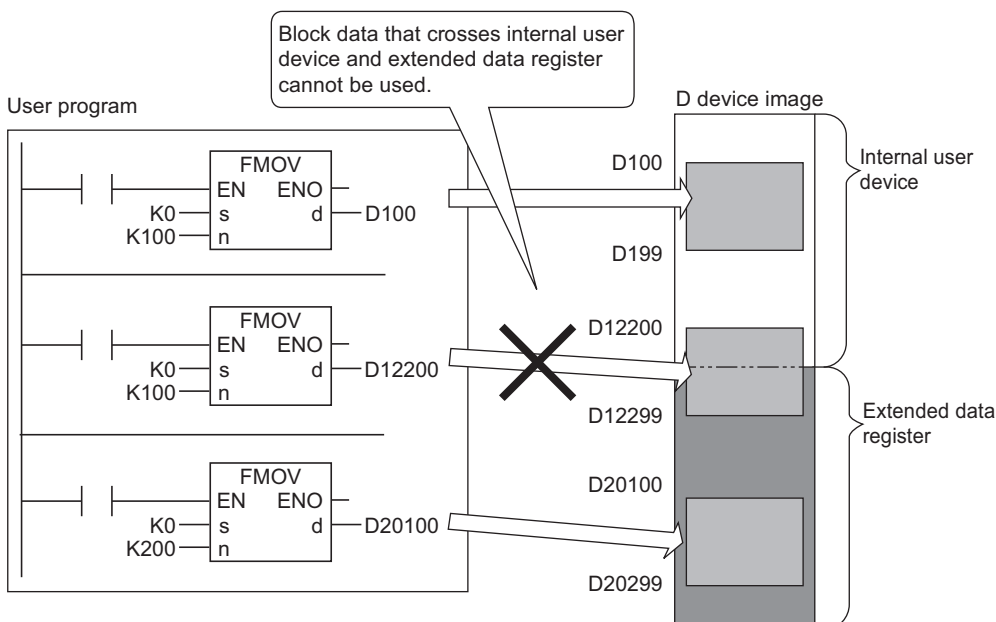 Block data that crosses internal user
device and extended data register
cannot be used.
User program
D device image
FMOV
EN ENO
K0 s d D100
K100 n
D100
D199
Internal user
device
FMOV
EN ENO
K0 s d D12200
K100 n
D12200
D12299
Extended data
register
FMOV
EN ENO
K0 s d D20100
K200 n
D20100
D20299